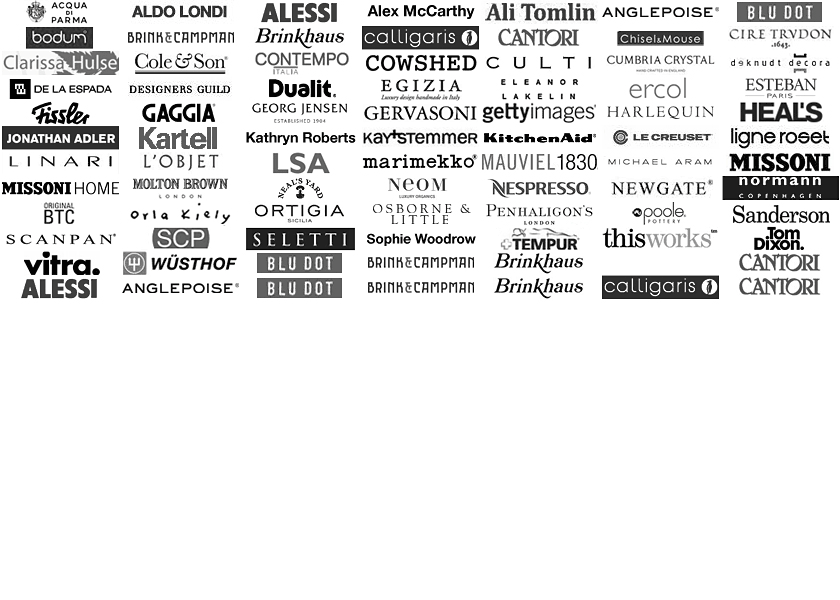 ACQUA
DI
PARMA
ALDO LONDI
ALESSI
Alex McCarthy
Ali Tomlin
ANGLEPOISE®
BLU DOT
bodum®
BRINK&CAMPMAN
Brinkhaus
calligaris
CANTORI
Chisel&Mouse
CIRE TRVDON
.1643.
Clarissa Hulse
Cole & Son®
CONTEMPO
ITALIA
COWSHED
CULTI
CUMBRIA CRYSTAL
HAND CRAFTED IN ENGLAND
deknudt decora
DE LA ESPADA
DESIGNERS GUILD
Dualit®
EGIZIA
Luxury design handmade in Italy
ELEANOR
LAKELIN
ercol
ESTEBAN
PARIS
Fissler
GAGGIA®
GEORG JENSEN
ESTABLISHED 1904
GERVASONI
gettyimages®
HARLEQUIN
HEAL'S
JONATHAN ADLER
Kartell
Kathryn Roberts
KAY+STEMMER
KitchenAid®
LE CREUSET
ligne roset®
LINARI
L'OBJET
LSA
marimekko®
MAUVIEL1830
MICHAEL ARAM
MISSONI
MISSONI HOME
MOLTON BROWN
LONDON
NEAL'S YARD
NEOM
LUXURY ORGANICS
NESPRESSO®
NEWGATE®
normann
COPENHAGEN
ORIGINAL
BTC
Orla Kiely
ORTIGIA
SICILIA
OSBORNE &
LITTLE
PENHALIGON'S
LONDON
poole
POTTERY
Sanderson
SCANPAN®
SCP
SELETTI
Sophie Woodrow
TEMPUR
thisworks™
Tom
Dixon.
vitra.
WÜSTHOF
BLU DOT
BRINK&CAMPMAN
Brinkhaus
CANTORI
ALESSI
ANGLEPOISE®
BLU DOT
BRINK&CAMPMAN
Brinkhaus
calligaris
CANTORI